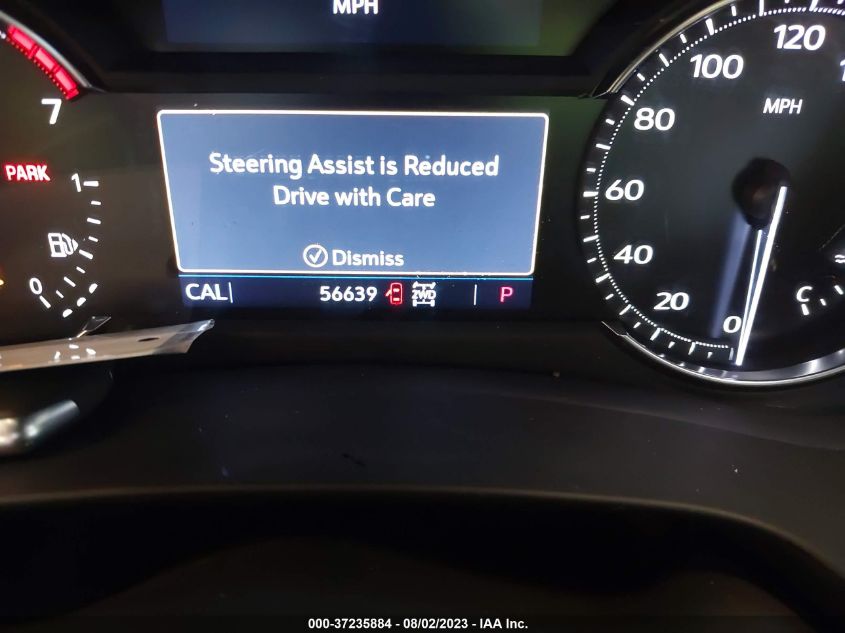 MPH
7
PARK
1
0
Steering Assist is Reduced
Drive with Care
Dismiss
CAL
56639
2WD
P
120
100
MPH
80
60
40
20
0
C
000-37235884 - 08/02/2023 - IAA Inc.